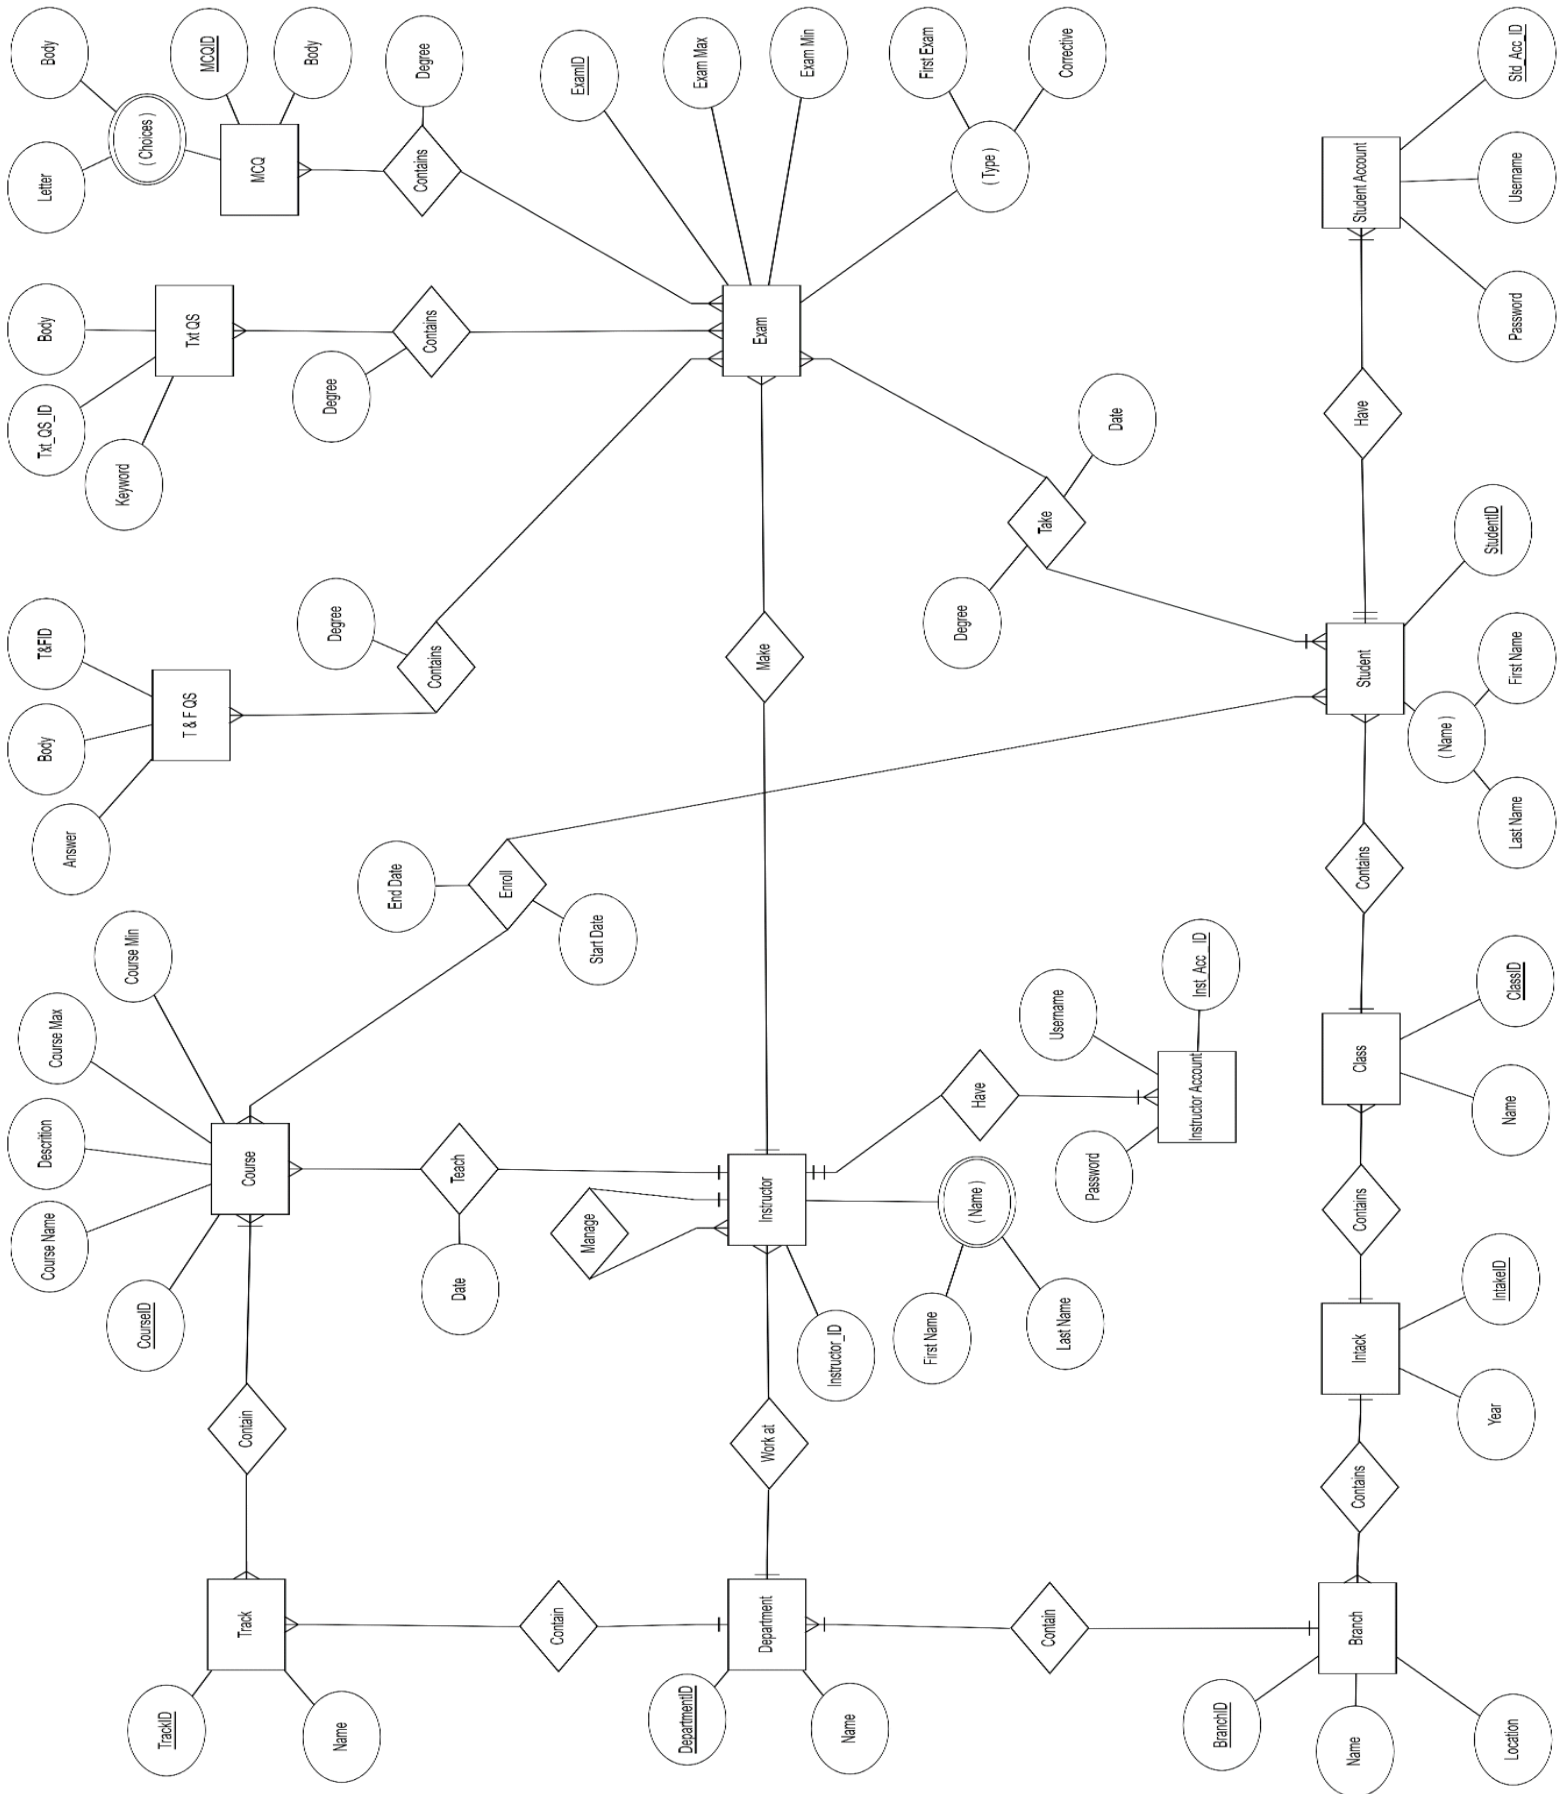 Course Name
Descrition
Course Max
Answer
Body
T&FID
Txt_QS_ID
Body
Letter
Body
TrackID
CourseID
Course Min
Keyword
( Choices )
MCQID
Track
Contain
Course
T & F QS
Txt QS
MCQ
Body
Name
Degree
Degree
End Date
Degree
Date
Teach
Contains
Contains
Contains
Enroll
Contain
Manage
Start Date
ExamID
DepartmentID
Exam Max
Department
Work at
Instructor
Make
Exam
Exam Min
Name
Instructor_ID
First Name
( Name )
Have
Degree
( Type )
First Exam
Contain
Last Name
Username
Take
Corrective
Password
Date
BranchID
Instructor Account
Inst_Acc_ID
Branch
Contains
Intack
Contains
Class
Contains
Student
Have
Student Account
Name
( Name )
Location
Year
IntakeID
Name
ClassID
Last Name
First Name
StudentID
Password
Username
Std_Acc_ID